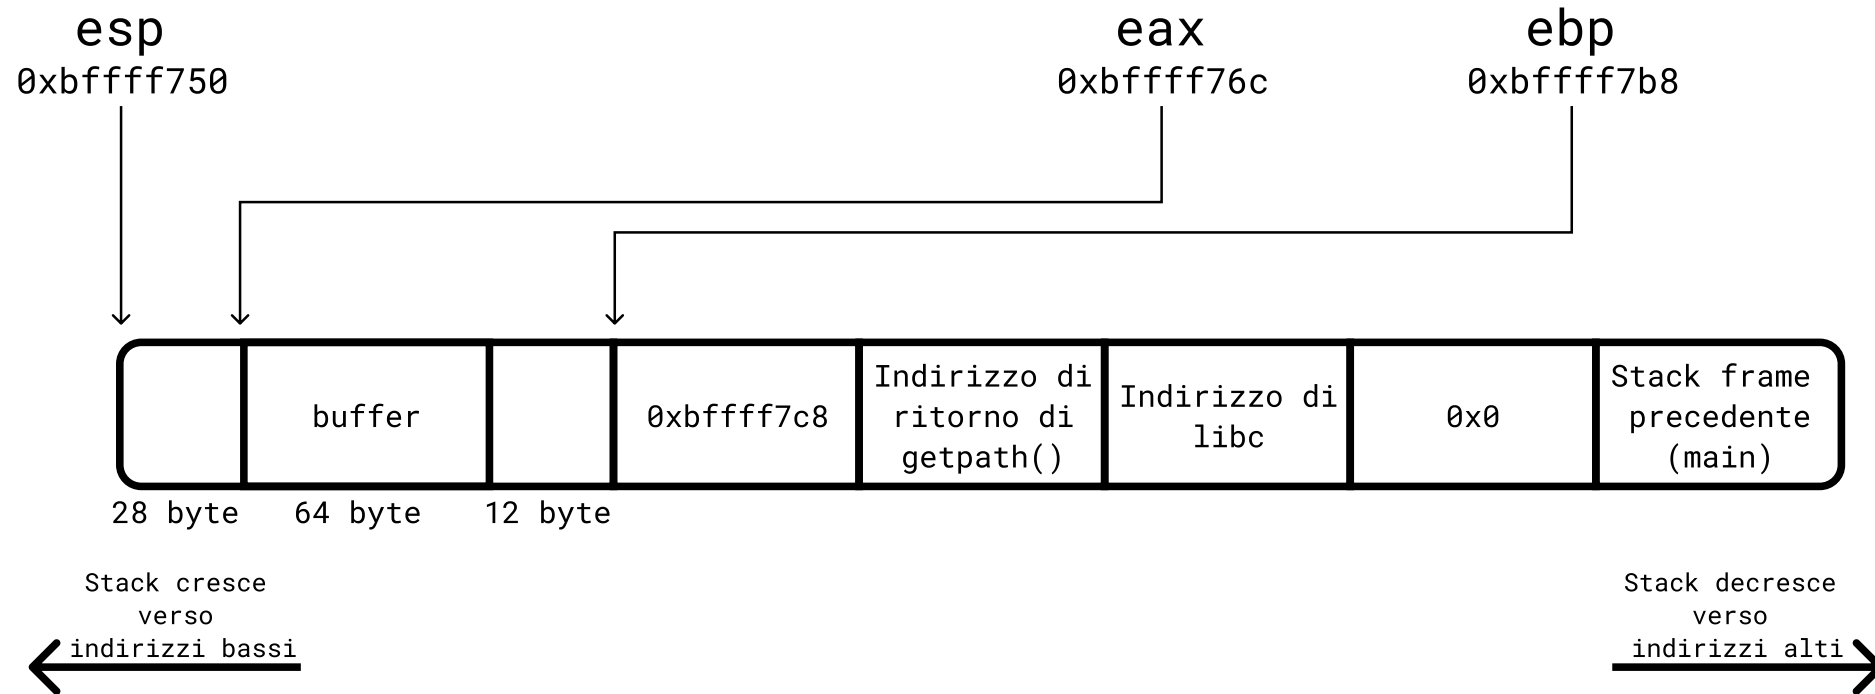 esp
0xbffff750
eax
0xbffff76c
ebp
0xbffff7b8
buffer
0xbffff7c8
Indirizzo di
ritorno di
getpath()
Indirizzo di
libc
0x0
Stack frame
precedente
(main)
28 byte
64 byte
12 byte
Stack cresce
verso
indirizzi bassi
Stack decresce
verso
indirizzi alti